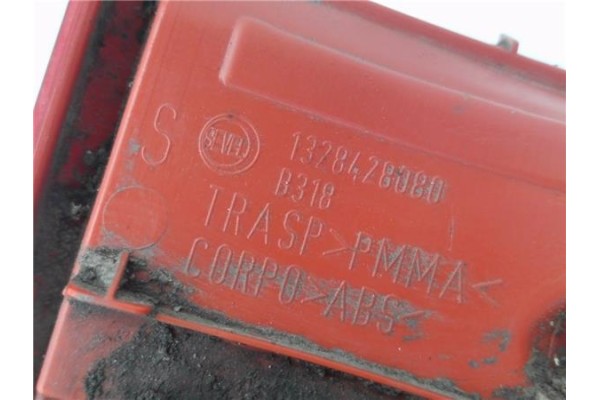 S SEVEL 1328428080
B318
TRASP>PMMA<
CORPO>ABS<